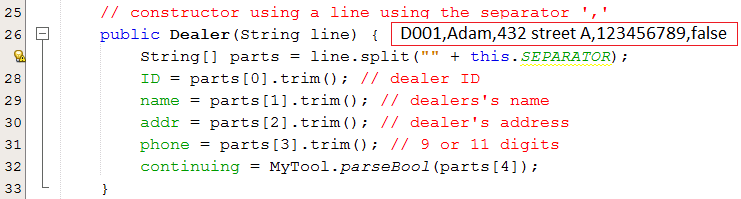 25 // constructor using a line using the separator ','
26 public Dealer(String line) { D001,Adam,432 street A,123456789,false
String[] parts = line.split("" + this.SEPARATOR);
28 ID = parts[0].trim(); // dealer ID
29 name = parts[1].trim(); // dealers's name
30 addr = parts[2].trim(); // dealer's address
31 phone = parts[3].trim(); // 9 or 11 digits
32 continuing = MyTool.parseBool(parts[4]);
33 }